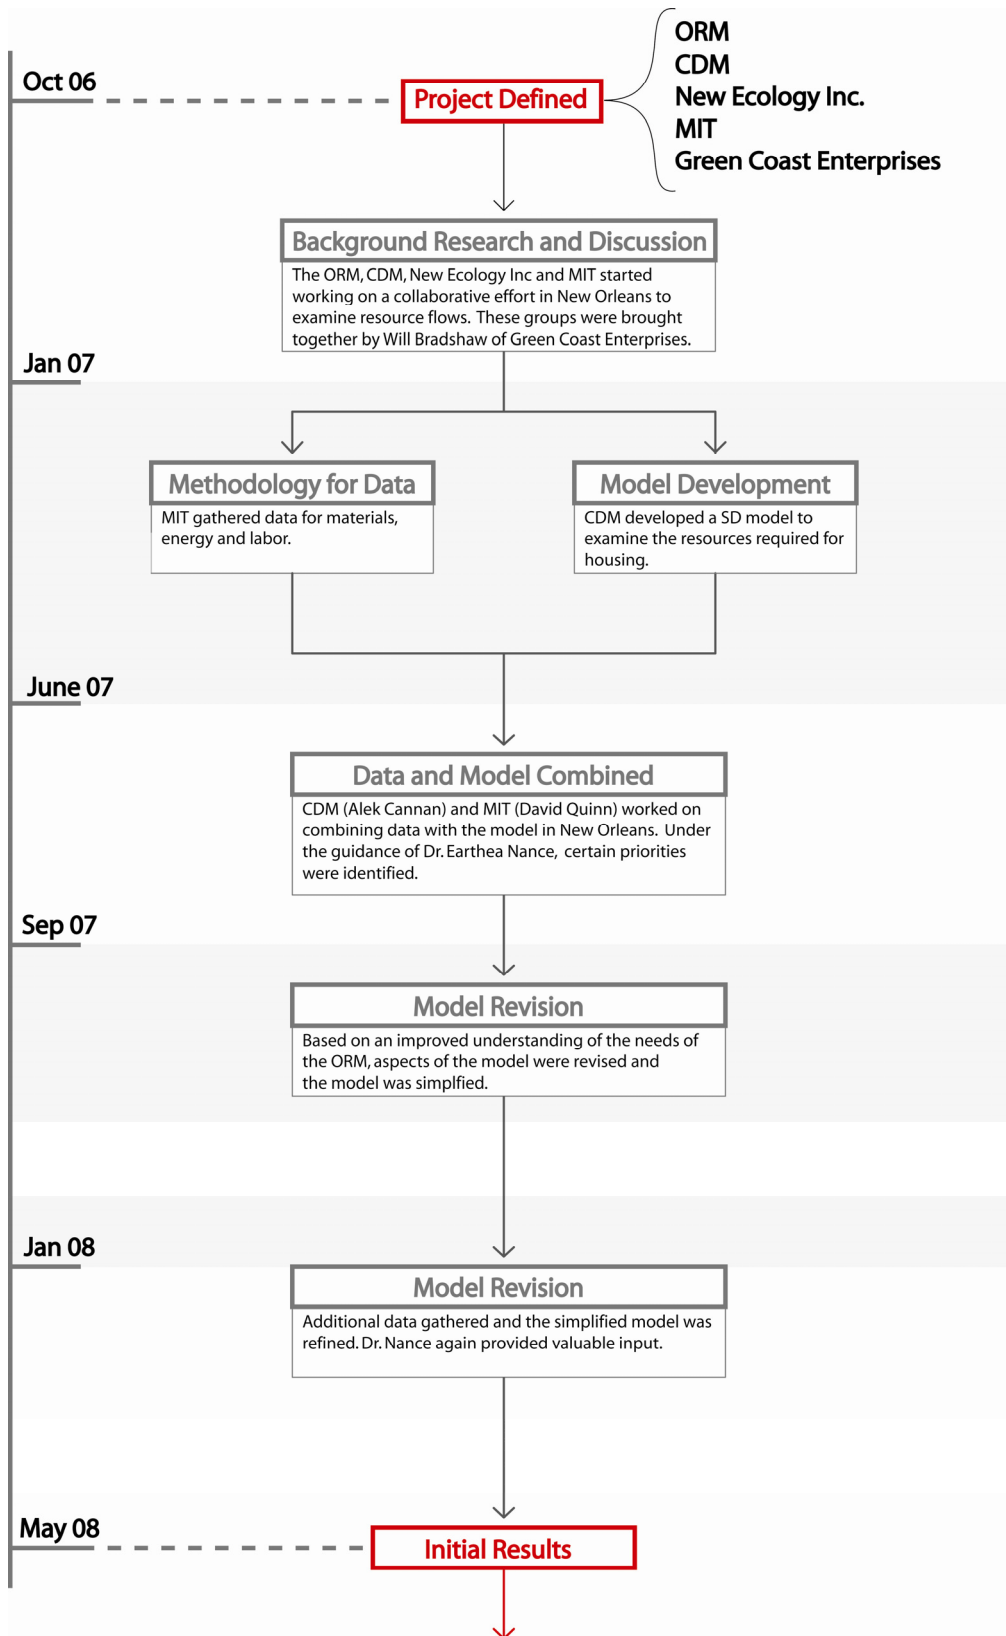 Oct 06
Project Defined
ORM
CDM
New Ecology Inc.
MIT
Green Coast Enterprises
Background Research and Discussion
The ORM, CDM, New Ecology Inc and MIT started
working on a collaborative effort in New Orleans to
examine resource flows. These groups were brought
together by Will Bradshaw of Green Coast Enterprises.
Jan 07
Methodology for Data
MIT gathered data for materials,
energy and labor.
Model Development
CDM developed a SD model to
examine the resources required for
housing.
June 07
Data and Model Combined
CDM (Alek Cannan) and MIT (David Quinn) worked on
combining data with the model in New Orleans. Under
the guidance of Dr. Earthea Nance, certain priorities
were identified.
Sep 07
Model Revision
Based on an improved understanding of the needs of
the ORM, aspects of the model were revised and
the model was simplfied.
Jan 08
Model Revision
Additional data gathered and the simplified model was
refined. Dr. Nance again provided valuable input.
May 08
Initial Results